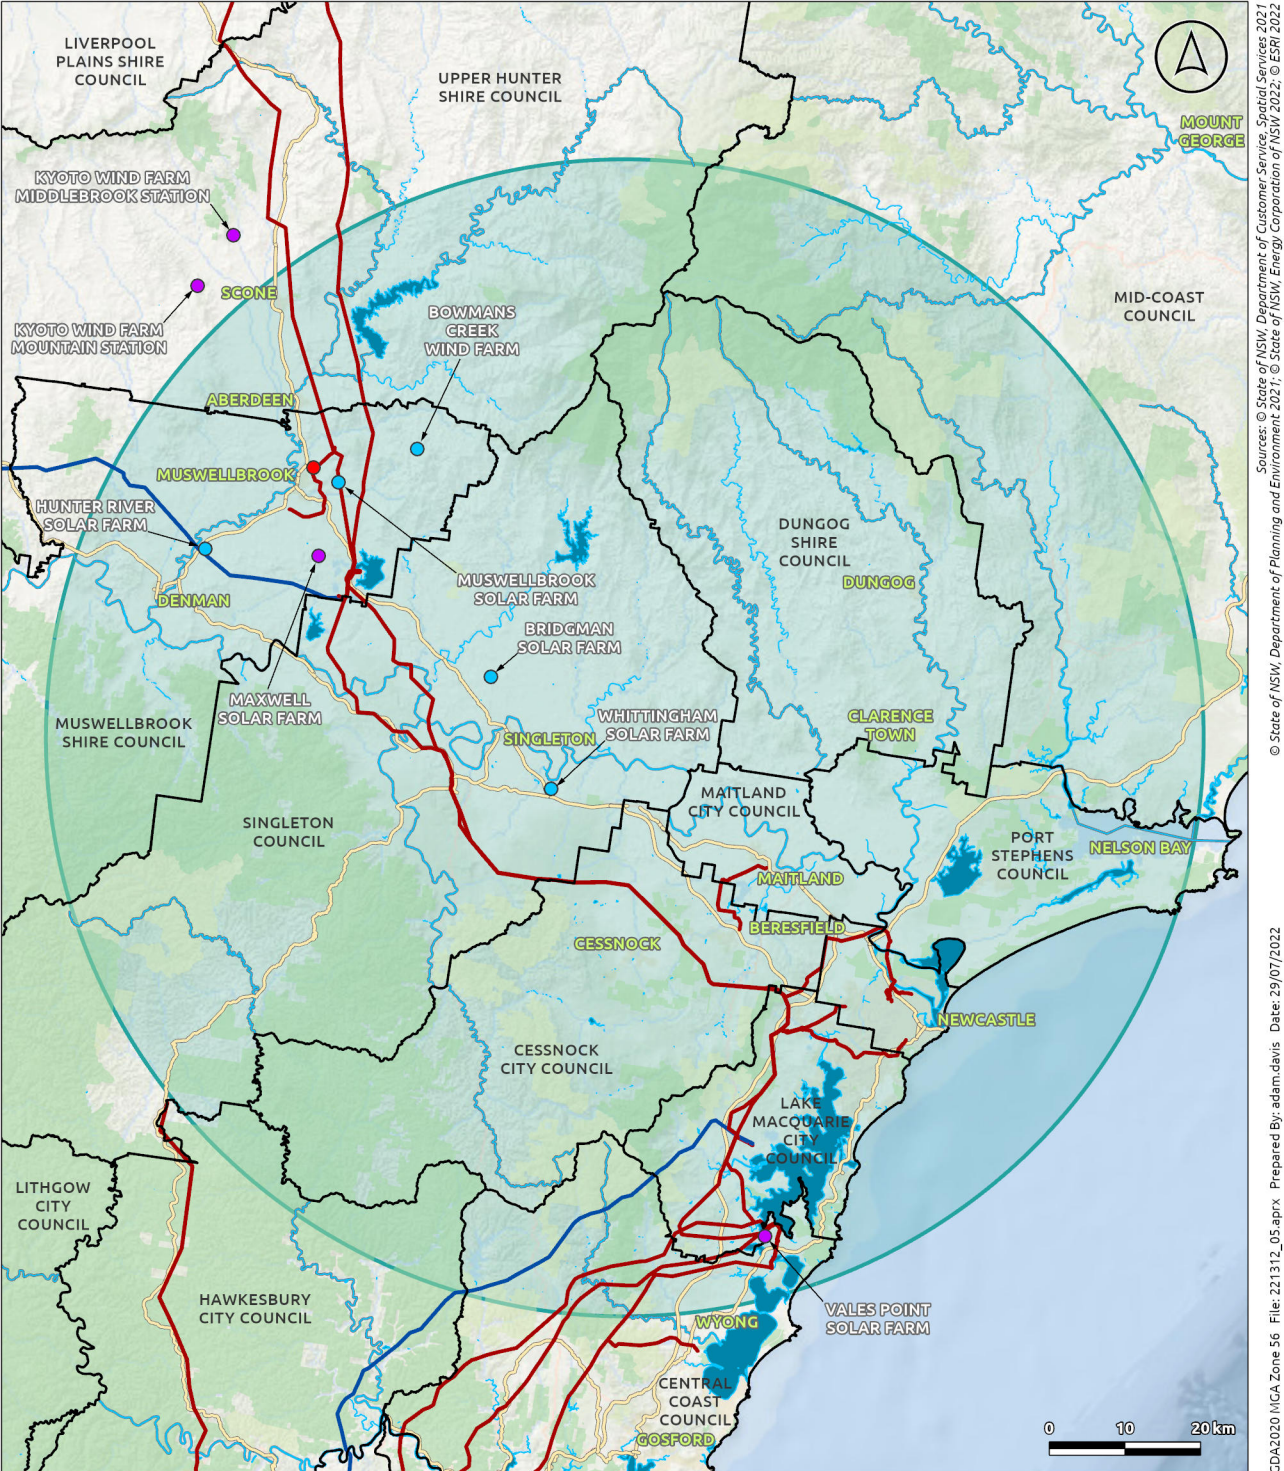 LIVERPOOL
PLAINS SHIRE
COUNCIL
UPPER HUNTER
SHIRE COUNCIL
MOUNT
GEORGE
KYOTO WIND FARM
MIDDLEBROOK STATION
SCONE
KYOTO WIND FARM
MOUNTAIN STATION
BOWMANS
CREEK
WIND FARM
MID-COAST
COUNCIL
ABERDEEN
MUSWELLBROOK
HUNTER RIVER
SOLAR FARM
DUNGOG
SHIRE
COUNCIL
DUNGOG
MUSWELLBROOK
SOLAR FARM
DENMAN
BRIDGMAN
SOLAR FARM
MAXWELL
SOLAR FARM
MUSWELLBROOK
SHIRE COUNCIL
WHITTINGHAM
SOLAR FARM
SINGLETON
CLARENCE
TOWN
MAITLAND
CITY COUNCIL
SINGLETON
COUNCIL
PORT
STEPHENS
COUNCIL
NELSON BAY
MAITLAND
BERESFIELD
CESSNOCK
NEWCASTLE
CESSNOCK
CITY COUNCIL
LAKE
MACQUARIE
CITY
COUNCIL
LITHGOW
CITY
COUNCIL
HAWKESBURY
CITY COUNCIL
WYONG
VALES POINT
SOLAR FARM
CENTRAL
COAST
COUNCIL
GOSFORD
0 10 20 km
Sources: © State of NSW, Department of Customer Service, Spatial Services 2021
© State of NSW, Department of Planning and Environment 2021; © State of NSW, Energy Corporation of NSW 2022; © ESRI 2022
GDA2020 MGA Zone 56 File: 2213112_05.aprx Prepared By: adam.davis Date: 29/07/2022